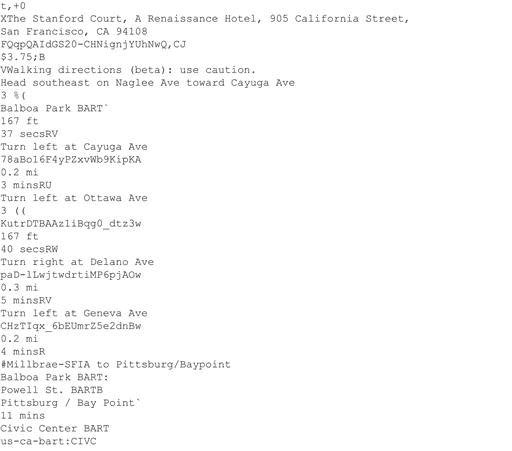 t,+0
XThe Stanford Court, A Renaissance Hotel, 905 California Street,
San Francisco, CA 94108
FQqpQAIdGS20-CHNignjYUhNwQ,CJ
$3.75;B
VWalking directions (beta): use caution.
Head southeast on Naglee Ave toward Cayuga Ave
3 %(
Balboa Park BART`
167 ft
37 secsRV
Turn left at Cayuga Ave
78aBo16F4yPZxvWb9KipKA
0.2 mi
3 minsRU
Turn left at Ottawa Ave
3 ((
KutrDTBAAz1iBqg0_dtz3w
167 ft
40 secsRW
Turn right at Delano Ave
paD-lLwjtwdrtiMP6pjAOw
0.3 mi
5 minsRV
Turn left at Geneva Ave
CHzTIqx_6bEUmrZ5e2dnBw
0.2 mi
4 minsR
#Millbrae-SFIA to Pittsburg/Baypoint
Balboa Park BART:
Powell St. BARTB
Pittsburg / Bay Point`
11 mins
Civic Center BART
us-ca-bart:CIVC